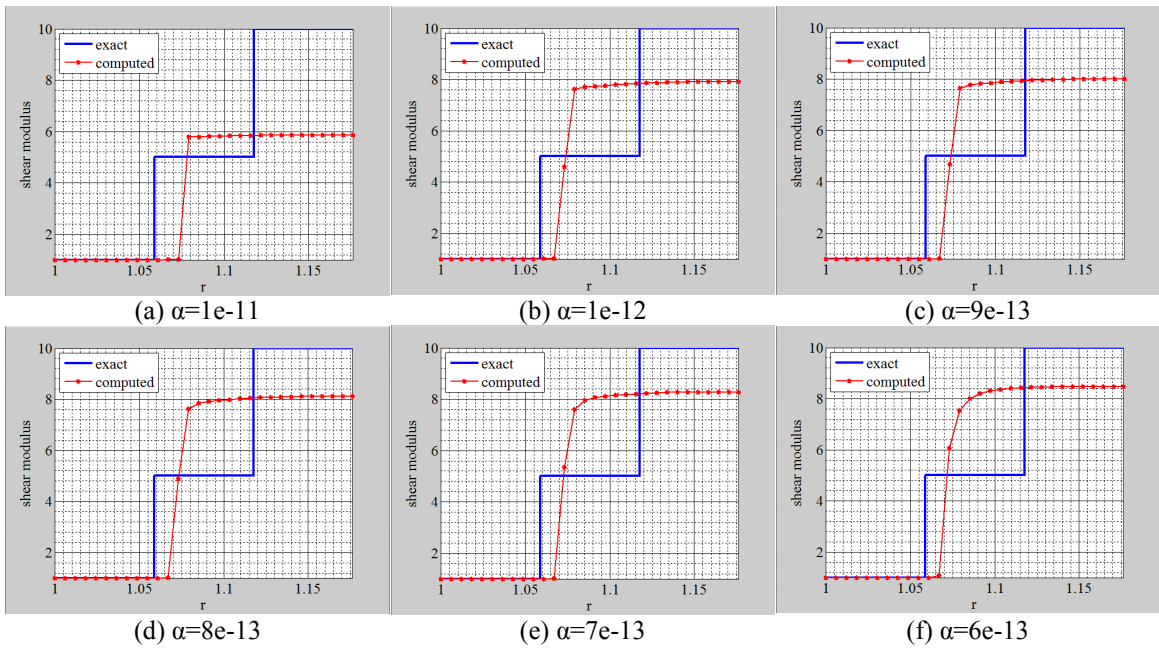 10
8
6
4
2
shear modulus
exact
computed
1
1.05
1.1
1.15
r
(a) α=1e-11
10
8
6
4
2
shear modulus
exact
computed
1
1.05
1.1
1.15
r
(b) α=1e-12
10
8
6
4
2
shear modulus
exact
computed
1
1.05
1.1
1.15
r
(c) α=9e-13
10
8
6
4
2
shear modulus
exact
computed
1
1.05
1.1
1.15
r
(d) α=8e-13
10
8
6
4
2
shear modulus
exact
computed
1
1.05
1.1
1.15
r
(e) α=7e-13
10
8
6
4
2
shear modulus
exact
computed
1
1.05
1.1
1.15
r
(f) α=6e-13